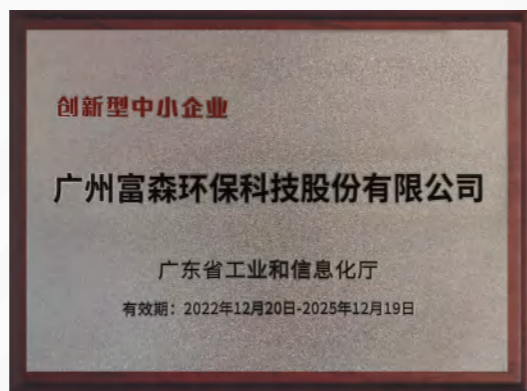 创新型中小企业
广州富森环保科技股份有限公司
广东省工业和信息化厅
有效期：2022年12月20日-2025年12月19日